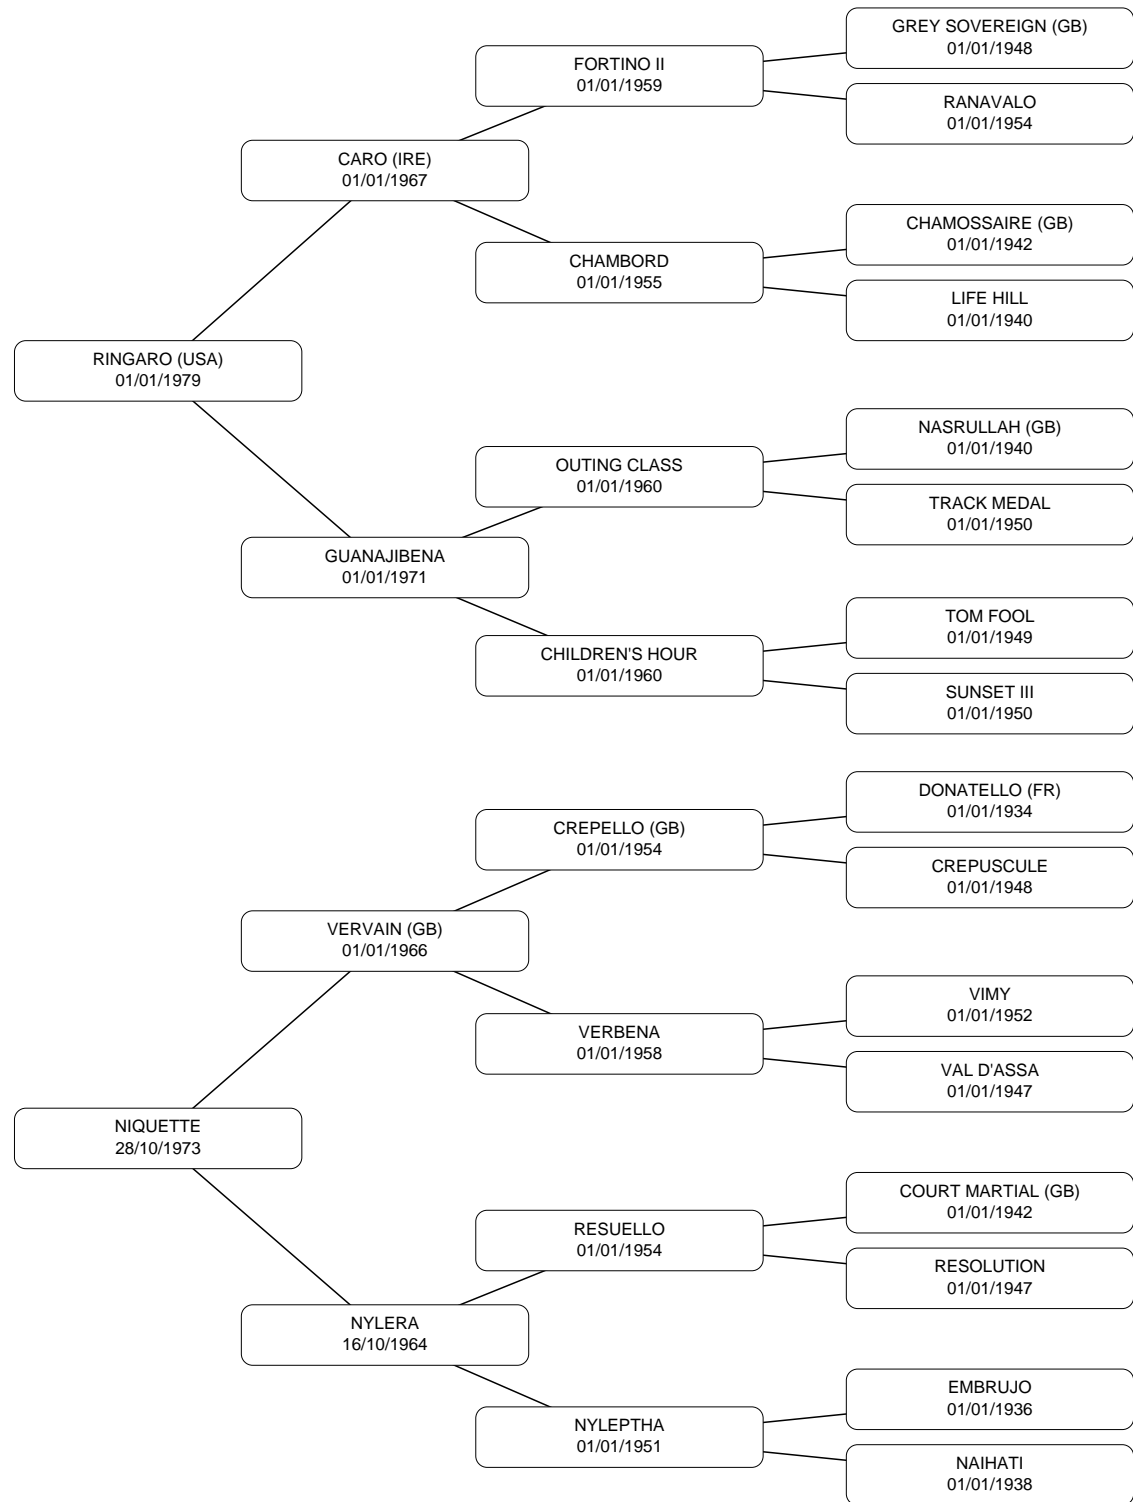 GREY SOVEREIGN (GB)
01/01/1948
FORTINO II
01/01/1959
RANAVALO
01/01/1954
CARO (IRE)
01/01/1967
CHAMOSSAIRE (GB)
01/01/1942
CHAMBORD
01/01/1955
LIFE HILL
01/01/1940
RINGARO (USA)
01/01/1979
NASRULLAH (GB)
01/01/1940
OUTING CLASS
01/01/1960
TRACK MEDAL
01/01/1950
GUANAJIBENA
01/01/1971
TOM FOOL
01/01/1949
CHILDREN'S HOUR
01/01/1960
SUNSET III
01/01/1950
DONATELLO (FR)
01/01/1934
CREPELLO (GB)
01/01/1954
CREPUSCULE
01/01/1948
VERVAIN (GB)
01/01/1966
VIMY
01/01/1952
VERBENA
01/01/1958
VAL D'ASSA
01/01/1947
NIQUETTE
28/10/1973
COURT MARTIAL (GB)
01/01/1942
RESUELLO
01/01/1954
RESOLUTION
01/01/1947
NYLERA
16/10/1964
EMBRUJO
01/01/1936
NYLEPTHA
01/01/1951
NAIHATI
01/01/1938